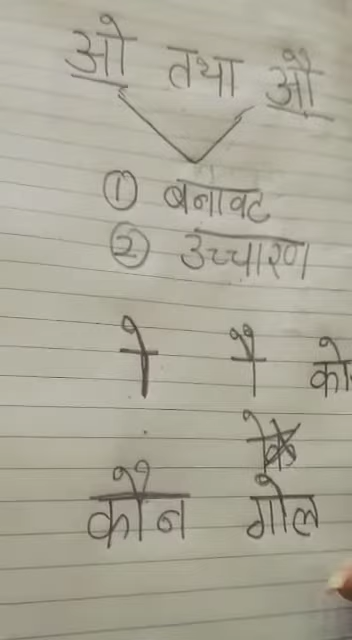 ओ तथा औ
① बनावट
② उच्चारण
ो ौ को
कौन गोल